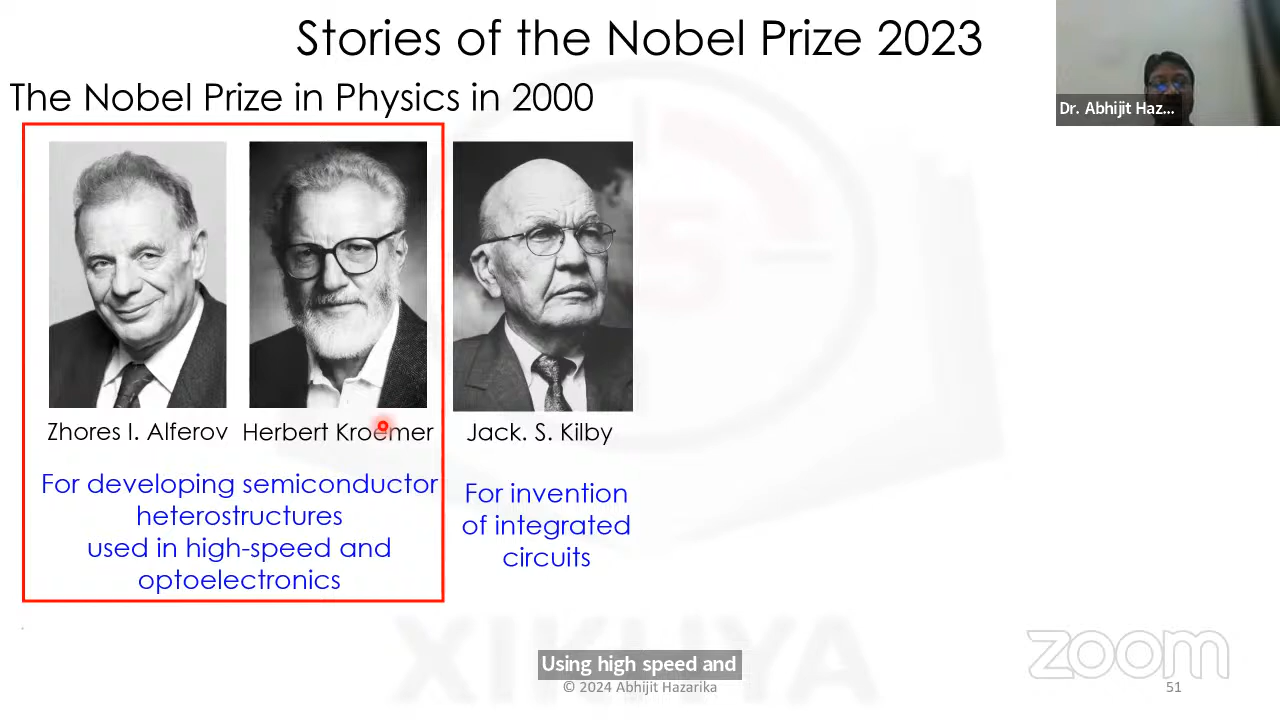 Stories of the Nobel Prize 2023
Dr. Abhijit Haz...
The Nobel Prize in Physics in 2000
Zhores I. Alferov
Herbert Kroemer
Jack. S. Kilby
For developing semiconductor
heterostructures
used in high-speed and
optoelectronics
For invention
of integrated
circuits
XIKHYA
zoom
Using high speed and
© 2024 Abhijit Hazarika
51